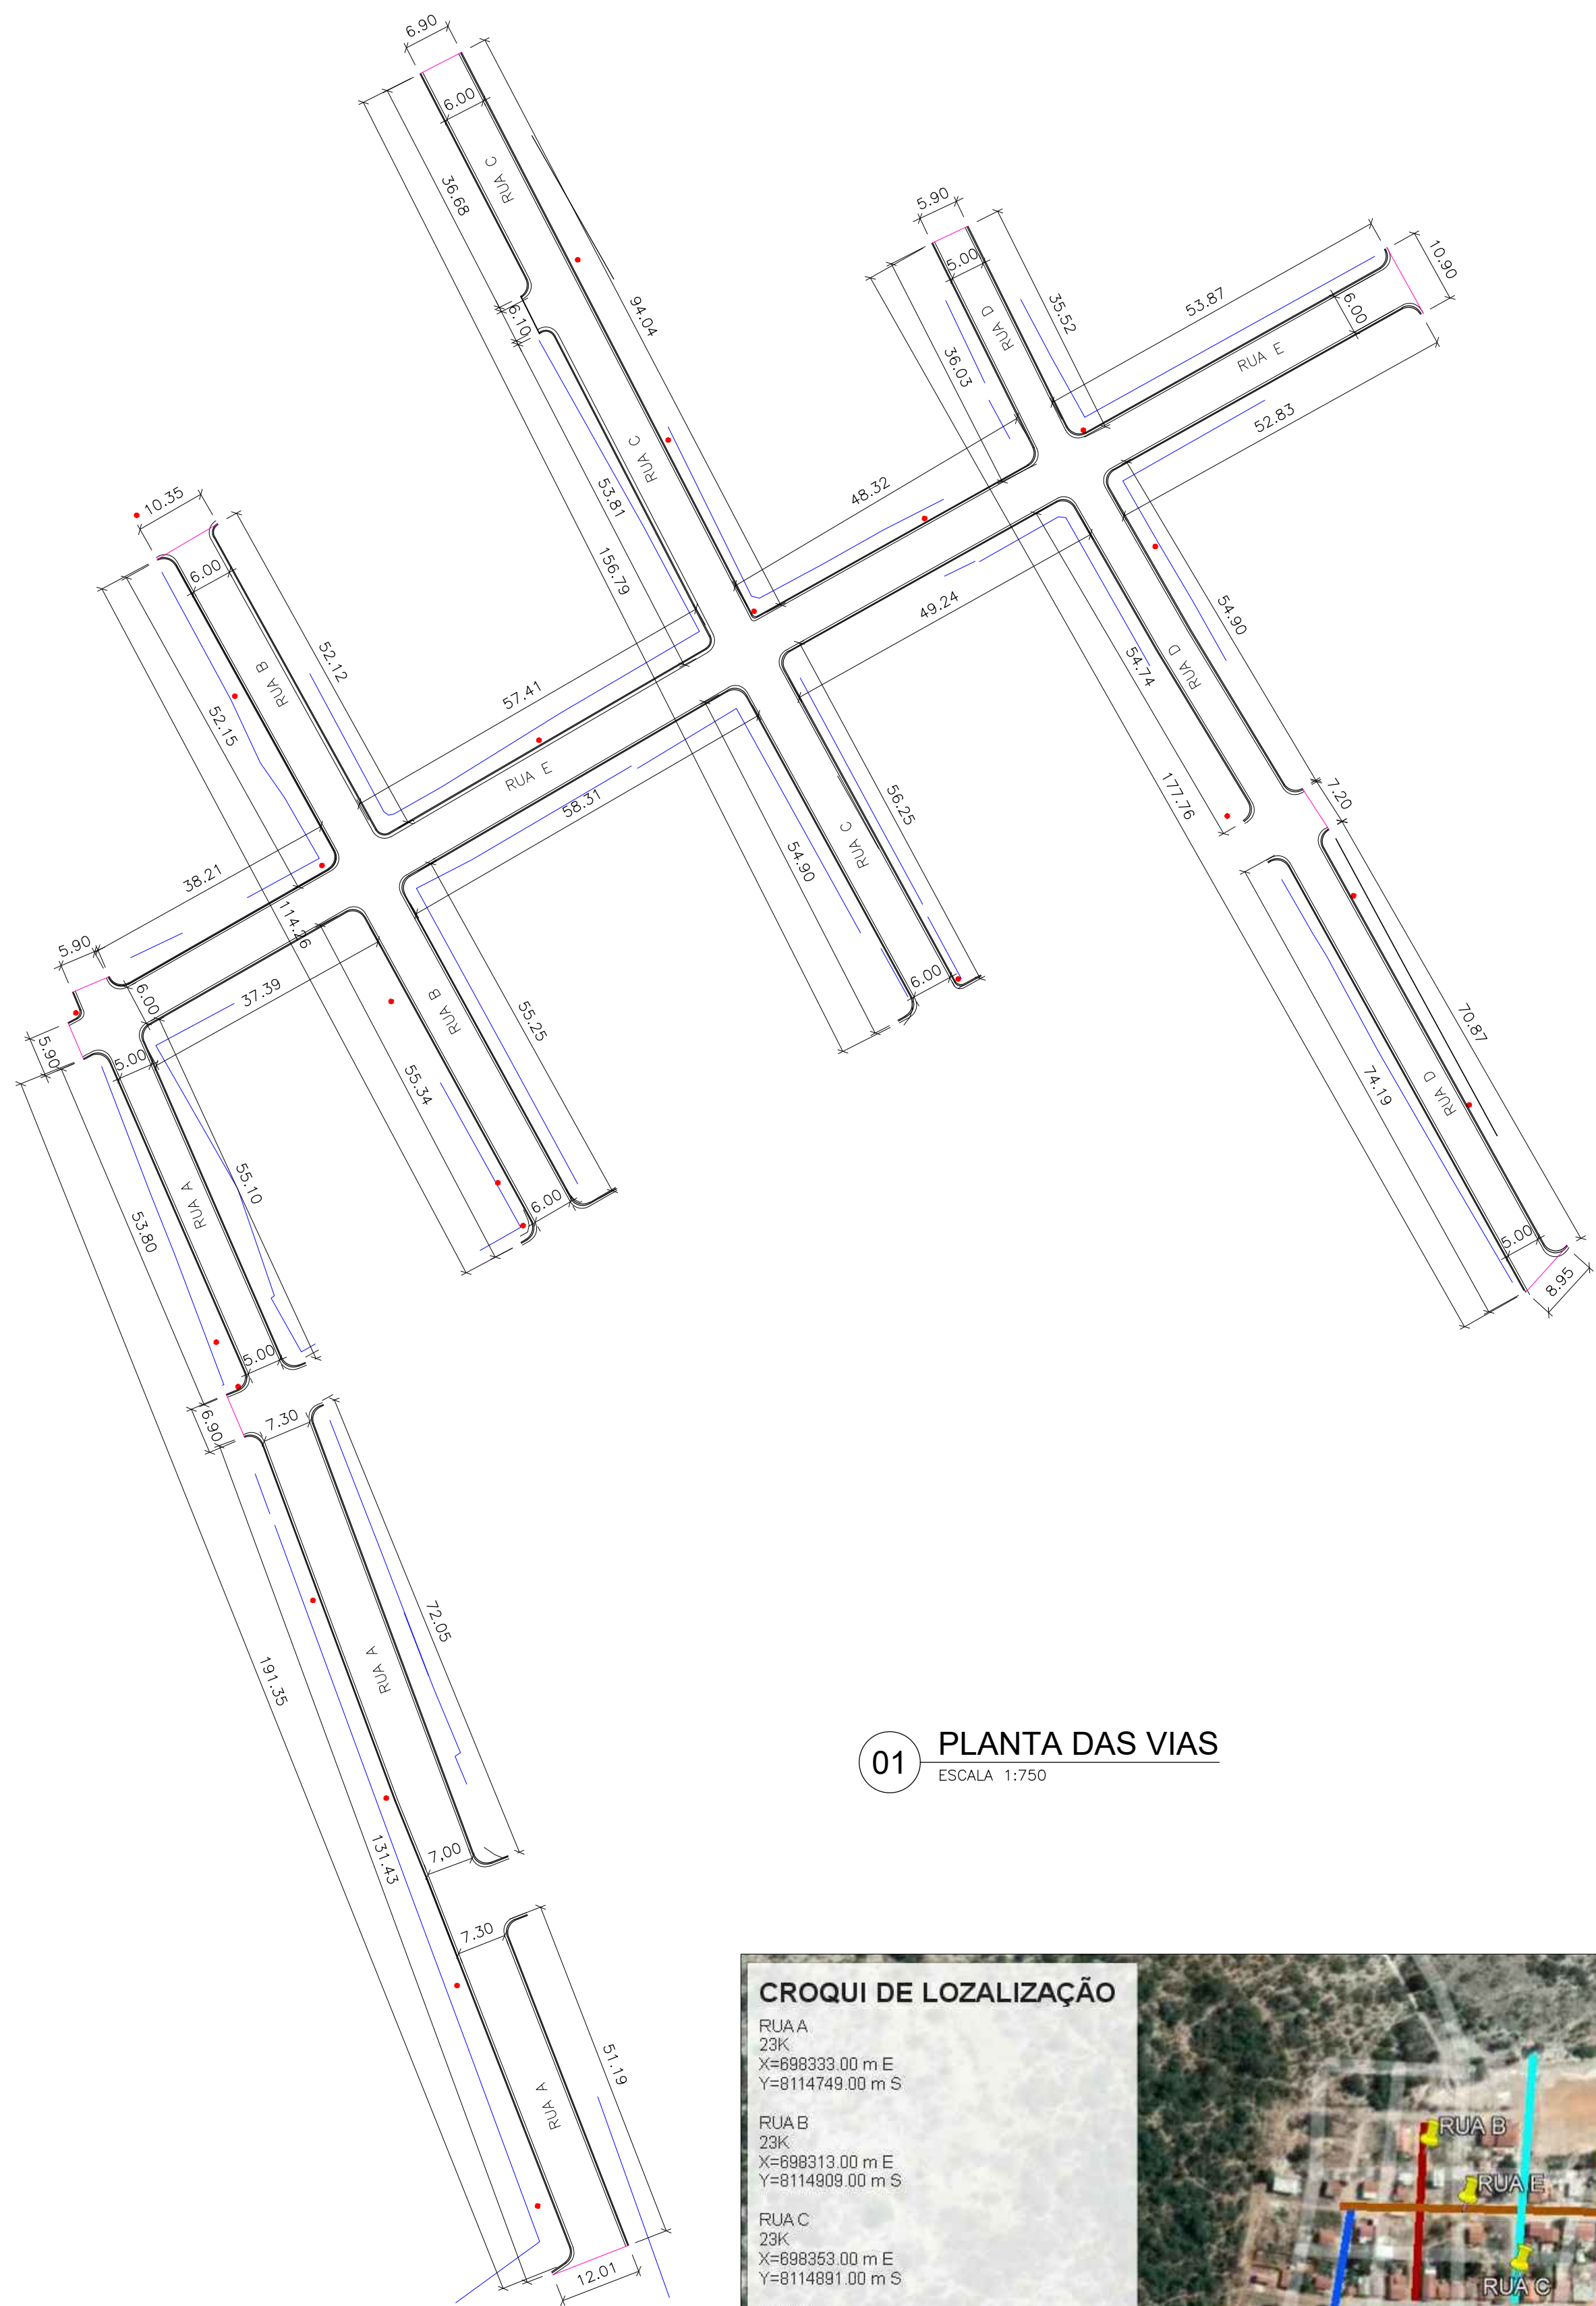 6.90
6.00
RUA C
36.68
94.04
6.10
5.90
5.00
RUA D
35.52
36.03
53.87
10.90
6.00
RUA E
52.83
RUA C
53.81
156.79
48.32
10.35
6.00
RUA B
52.12
52.15
57.41
49.24
54.90
54.74
RUA D
RUA E
58.31
38.21
114.26
5.90
6.00
37.39
5.90
5.00
RUA B
55.25
55.34
6.00
RUA C
56.25
54.90
6.00
177.76
7.20
70.87
RUA D
74.19
5.00
8.95
55.10
RUA A
53.80
5.00
6.90
7.30
72.05
RUA A
191.35
131.43
7,00
7.30
51.19
RUA A
12.01
01
PLANTA DAS VIAS
ESCALA 1:750
CROQUI DE LOZALIZAÇÃO
RUA A
23K
X=698333.00 m E
Y=8114749.00 m S
RUA B
23K
X=698313.00 m E
Y=8114909.00 m S
RUA C
23K
X=698353.00 m E
Y=8114891.00 m S
RUA B
RUA E
RUA C